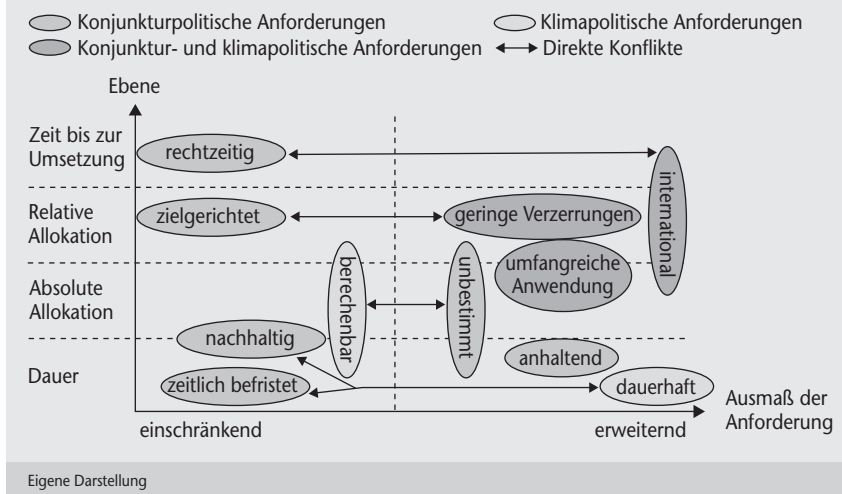 Konjunkturpolitische Anforderungen
Klimapolitische Anforderungen
Konjunktur- und klimapolitische Anforderungen
Direkte Konflikte
Ebene
Zeit bis zur
Umsetzung
rechtzeitig
international
Relative
Allokation
zielgerichtet
geringe Verzerrungen
Absolute
Allokation
berechenbar
unbestimmt
umfangreiche
Anwendung
nachhaltig
anhaltend
Dauer
zeitlich befristet
dauerhaft
Ausmaß der
Anforderung
einschränkend
erweiternd
Eigene Darstellung